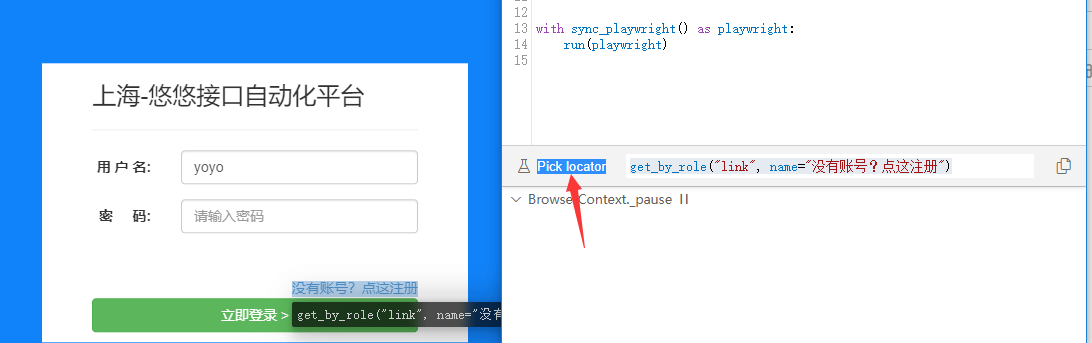 上海-悠悠接口自动化平台
用 户 名:
yoyo
密 码:
请输入密码
没有账号？点这注册
立即登录 >
get_by_role("link", name="没有
12
13 with sync_playwright() as playwright:
14 run(playwright)
15
Pick locator
get_by_role("link", name="没有账号？点这注册")
Browse Context._pause